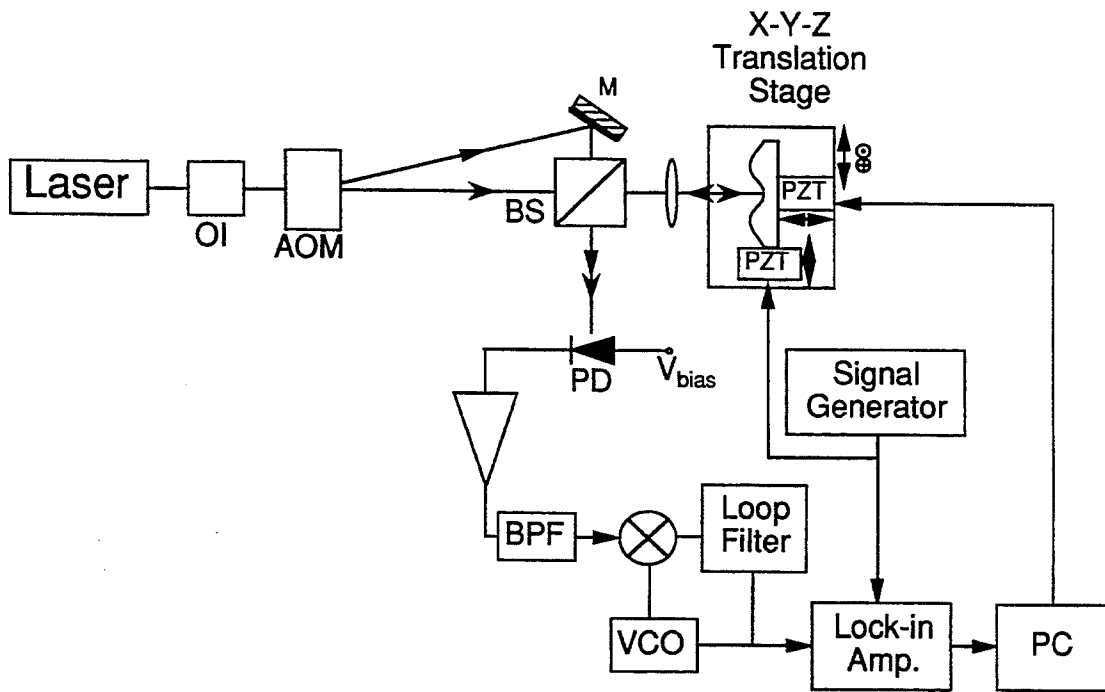 X-Y-Z
Translation
Stage
M
Laser
OI
AOM
BS
PZT
PZT
PD
Vbias
Signal
Generator
BPF
Loop
Filter
VCO
Lock-in
Amp.
PC